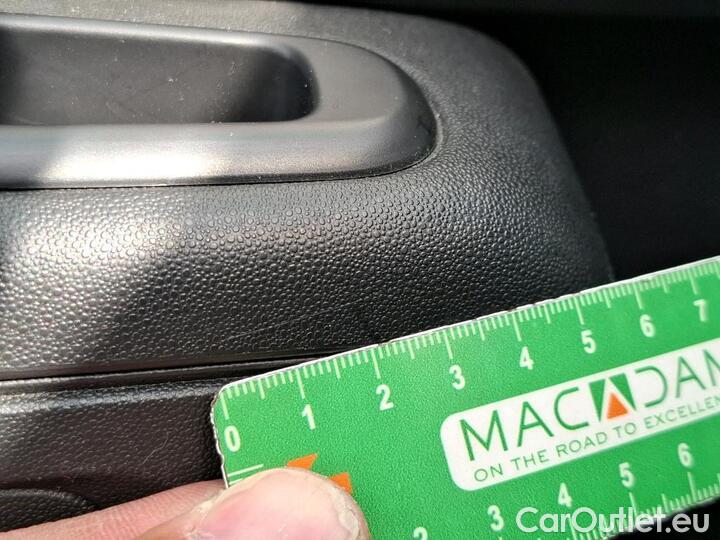 0 1 2 3 4 5 6 7
MACADAM
ON THE ROAD TO EXCELLEN
2 3 4 5 6
CarOutlet.eu